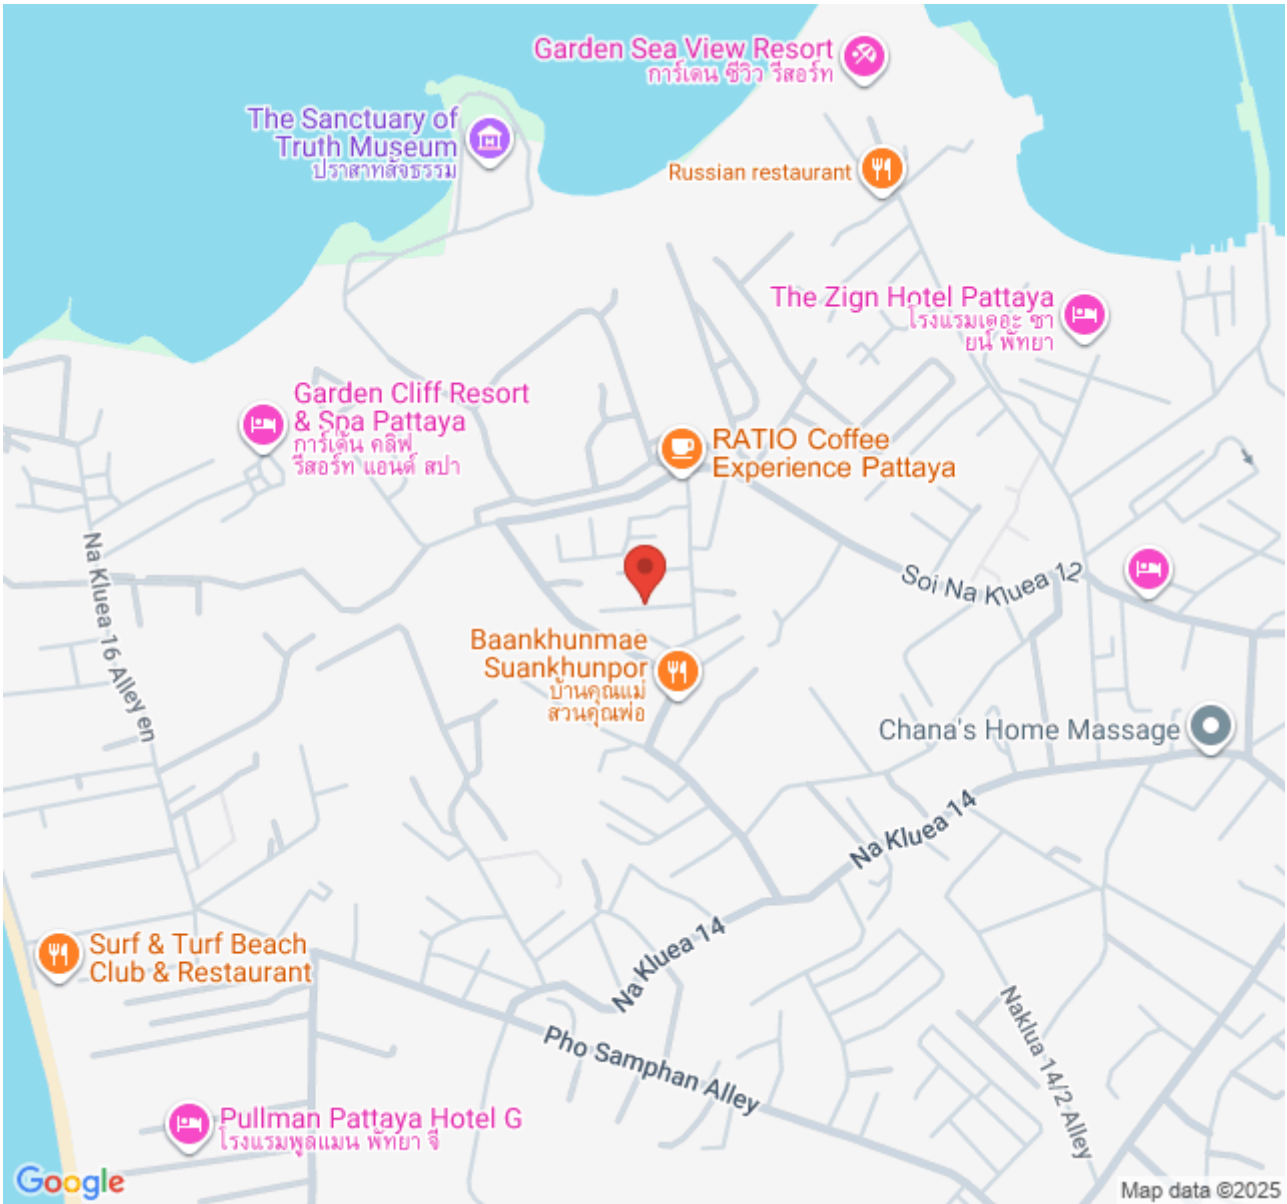 Garden Sea View Resort
การ์เดน ซีวิว รีสอร์ท
The Sanctuary of
Truth Museum
ปราสาทสัจธรรม
Russian restaurant
The Zign Hotel Pattaya
โรงแรมเดอะ ซา
ยน์ พัทยา
Garden Cliff Resort
& Spa Pattaya
การ์เด้น คลิฟ
รีสอร์ท แอนด์ สปา
RATIO Coffee
Experience Pattaya
Na Kluea 16 Alley en
Soi Na Kluea 12
Baankhunmae
Suankhunpor
บ้านคุณแม่
สวนคุณพ่อ
Chana's Home Massage
Na Kluea 14
Na Kluea 14
Surf & Turf Beach
Club & Restaurant
Naklua 14/2 Alley
Pho Samphan Alley
Pullman Pattaya Hotel G
โรงแรมพูลแมน พัทยา จี
Google
Map data ©2025